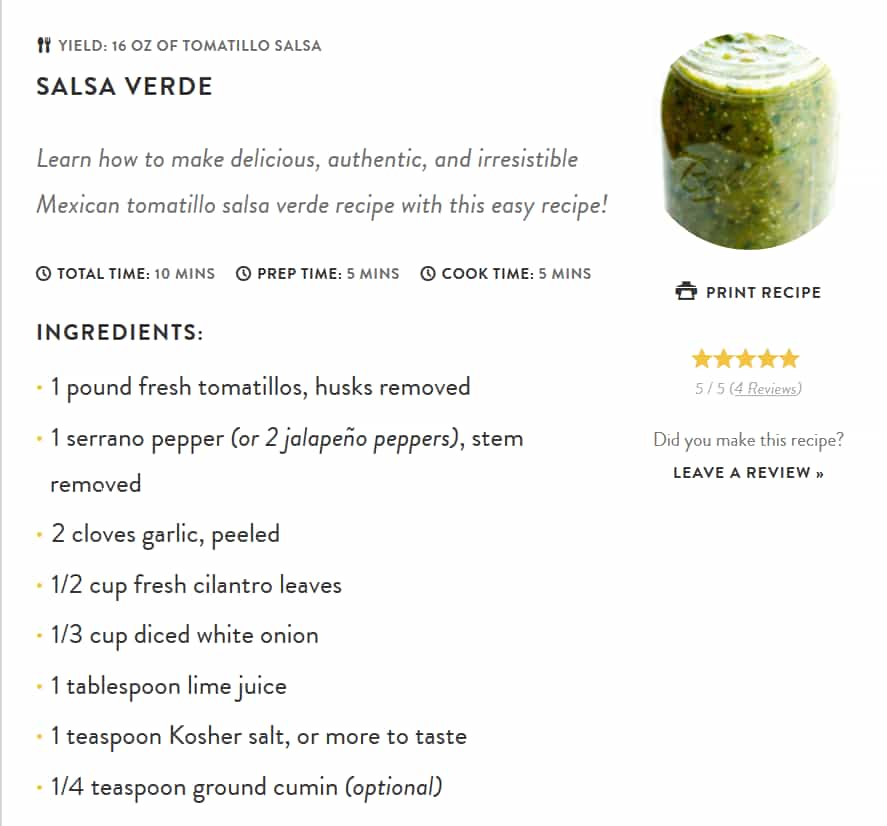 YIELD: 16 OZ OF TOMATILLO SALSA
SALSA VERDE
Learn how to make delicious, authentic, and irresistible
Mexican tomatillo salsa verde recipe with this easy recipe!
TOTAL TIME: 10 MINS PREP TIME: 5 MINS COOK TIME: 5 MINS
INGREDIENTS:
• 1 pound fresh tomatillos, husks removed
• 1 serrano pepper (or 2 jalapeño peppers), stem
removed
• 2 cloves garlic, peeled
• 1/2 cup fresh cilantro leaves
• 1/3 cup diced white onion
• 1 tablespoon lime juice
• 1 teaspoon Kosher salt, or more to taste
• 1/4 teaspoon ground cumin (optional)
Ball
PRINT RECIPE
5 / 5 (4 Reviews)
Did you make this recipe?
LEAVE A REVIEW »